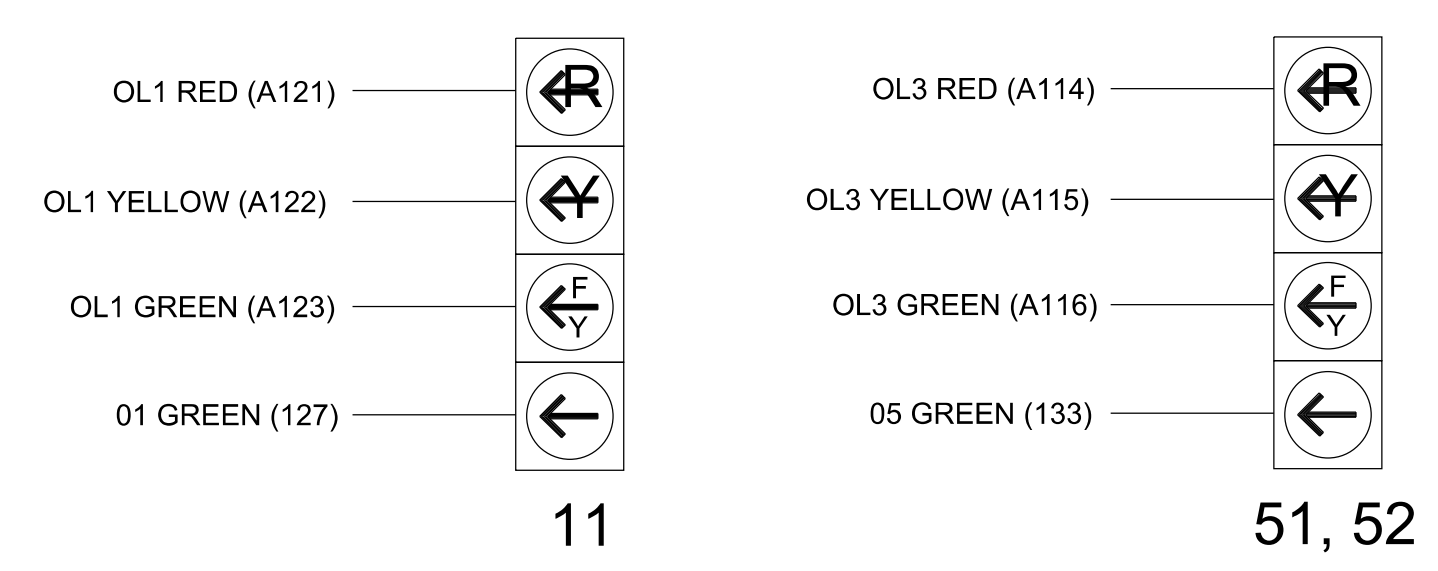 OL1 RED (A121)
R
OL1 YELLOW (A122)
Y
OL1 GREEN (A123)
F
Y
01 GREEN (127)
11
OL3 RED (A114)
R
OL3 YELLOW (A115)
Y
OL3 GREEN (A116)
F
Y
05 GREEN (133)
51, 52